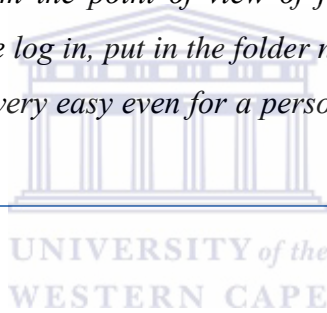 m the point of view of f
e log in, put in the folder
very easy even for a perso
UNIVERSITY of the
WESTERN CAPE